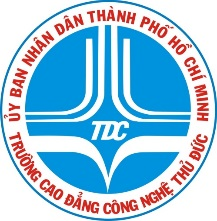 ỦY BAN NHÂN DÂN THÀNH PHỐ HỒ CHÍ MINH
TDC
TRƯỜNG CAO ĐẲNG CÔNG NGHỆ THỦ ĐỨC